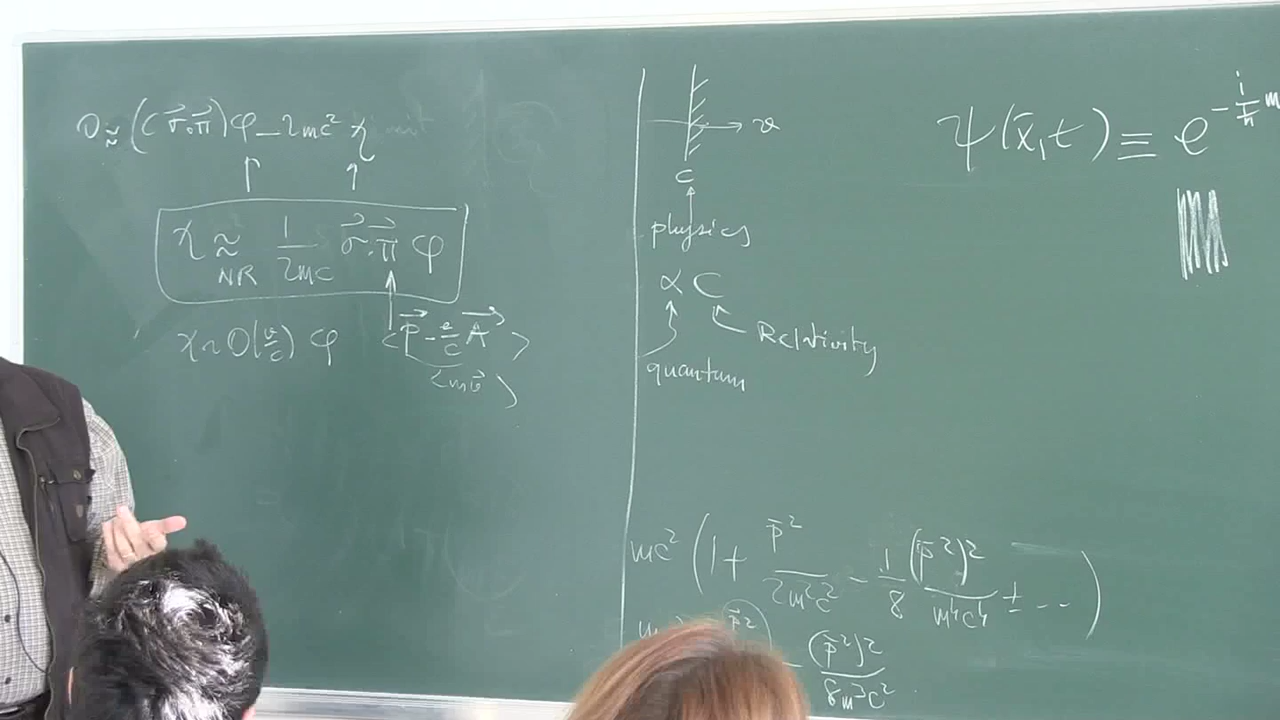 0 ≈ (c σ⃗.π⃗)φ - 2mc² χ
χ ≈ 1/2mc σ⃗.π⃗ φ
NR
χ ~ O(v/c) φ
<p⃗ - e/c A⃗>
<mv⃗>
v
c
physics
α C
Relativity
quantum
ψ(x̄,t) ≡ e^{-i/ħ m
mc² (1 + p̄²/2m²c² - 1/8 (p̄²)²/m⁴c⁴ ± ...)
p̄² - (p̄²)²/8m³c²